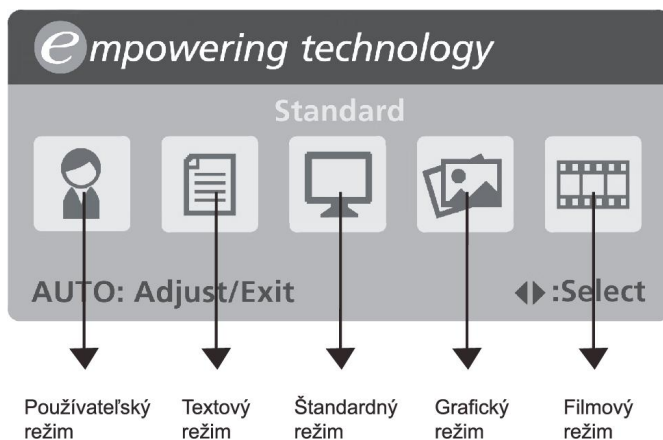 empowering technology
Standard
AUTO: Adjust/Exit
◀▶:Select
Používateľský režim
Textový režim
Štandardný režim
Grafický režim
Filmový režim